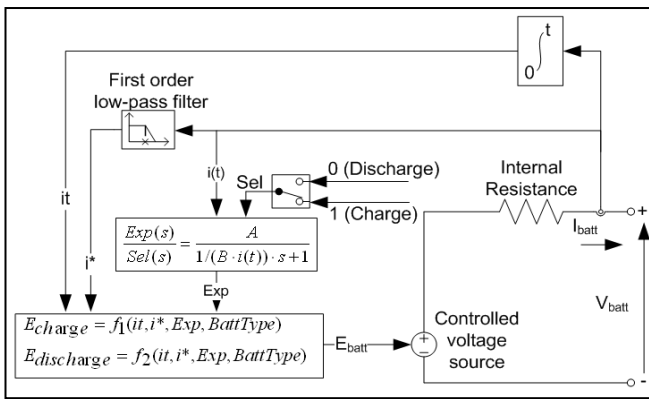 t
∫
0
First order
low-pass filter
it
i*
i(t)
Sel
0 (Discharge)
1 (Charge)
Internal
Resistance
+
I_batt
V_batt
-
Exp(s)/Sel(s) = A/(1/(B·i(t))·s+1)
Exp
E_charge = f_1(it,i*,Exp,BattType)
E_discharge = f_2(it,i*,Exp,BattType)
E_batt
+
−
Controlled
voltage
source